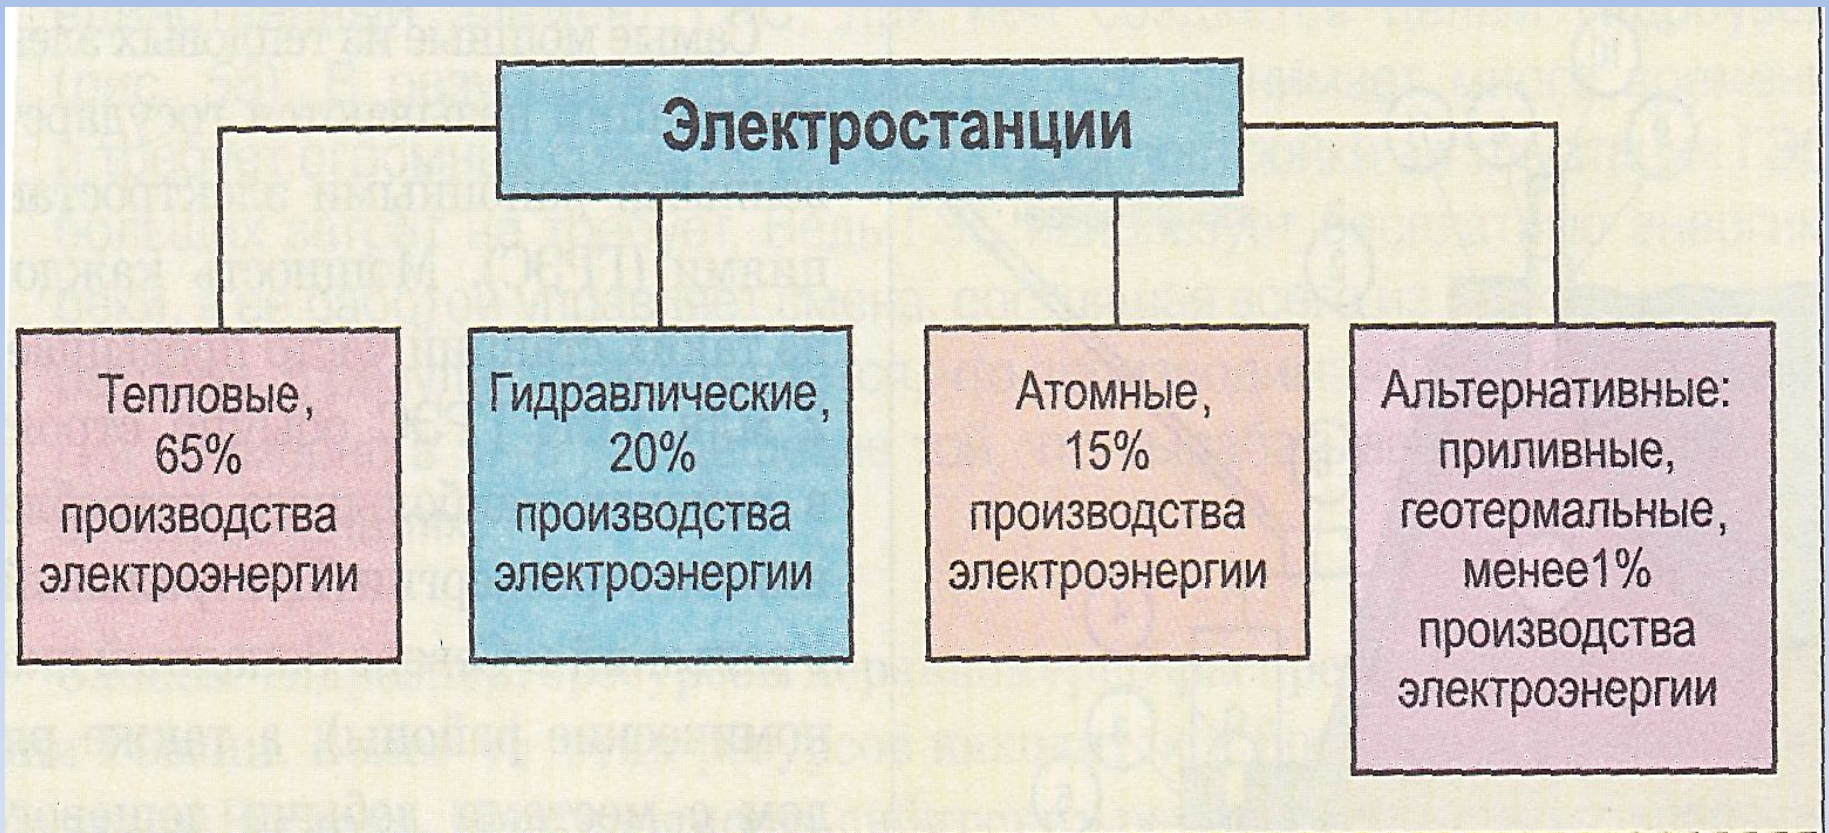 Электростанции
Тепловые,
65%
производства
электроэнергии
Гидравлические,
20%
производства
электроэнергии
Атомные,
15%
производства
электроэнергии
Альтернативные:
приливные,
геотермальные,
менее1%
производства
электроэнергии